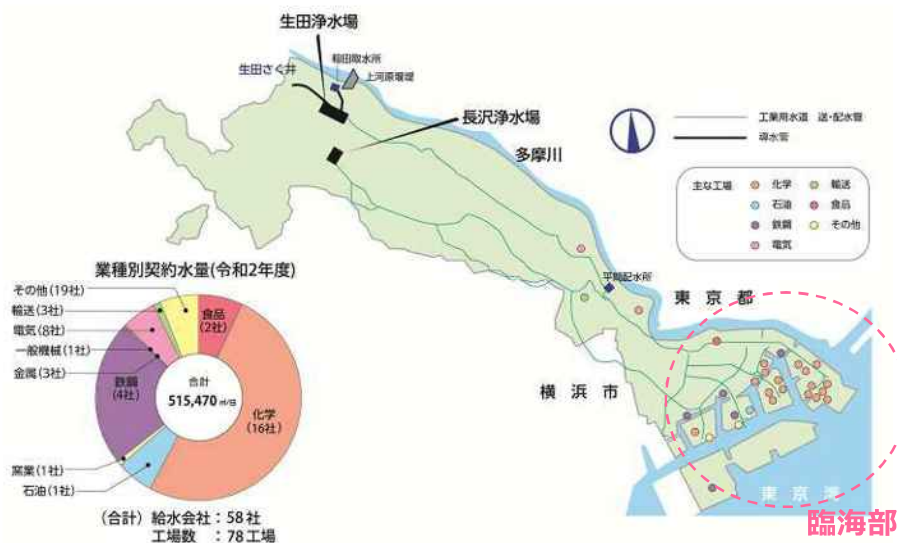 生田浄水場
稲田取水所
生田さく井
上河原堰堤
長沢浄水場
多摩川
工業用水道 送・配水管
導水管
主な工場
化学
輸送
石油
食品
鉄鋼
その他
電気
平間配水所
東京都
横浜市
東京湾
臨海部
業種別契約水量(令和2年度)
その他(19社)
輸送(3社)
電気(8社)
一般機械(1社)
金属(3社)
鉄鋼
(4社)
窯業(1社)
石油(1社)
食品
(2社)
化学
(16社)
合計
515,470 ㎥/日
(合計) 給水会社:58社
工場数 :78工場